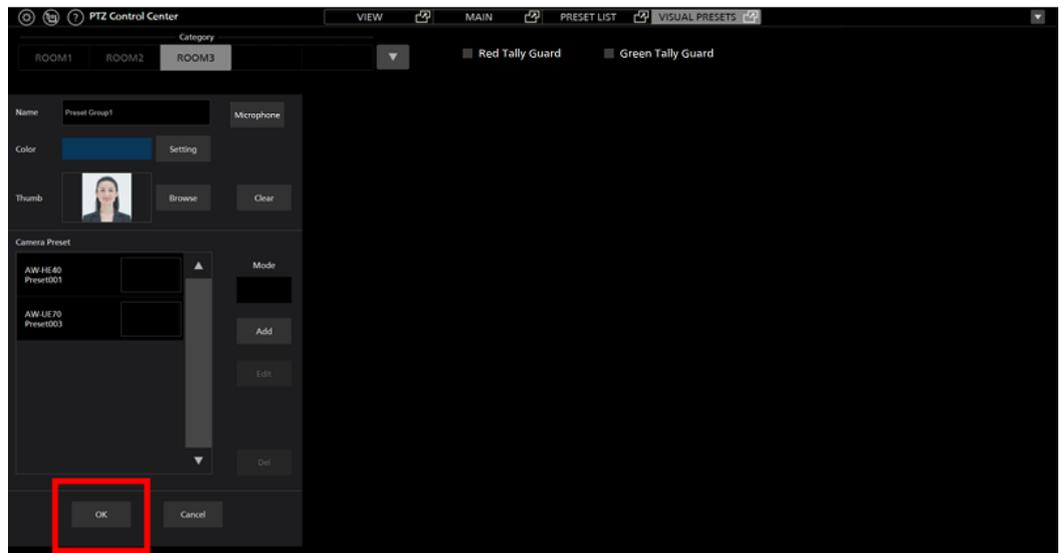 ? PTZ Control Center
VIEW
MAIN
PRESET LIST
VISUAL PRESETS
Category
ROOM1
ROOM2
ROOM3
Red Tally Guard
Green Tally Guard
Name
Preset Group1
Microphone
Color
Setting
Thumb
Browse
Clear
Camera Preset
AW-HE40
Preset001
Mode
AW-UE70
Preset003
Add
Edit
Del
OK
Cancel